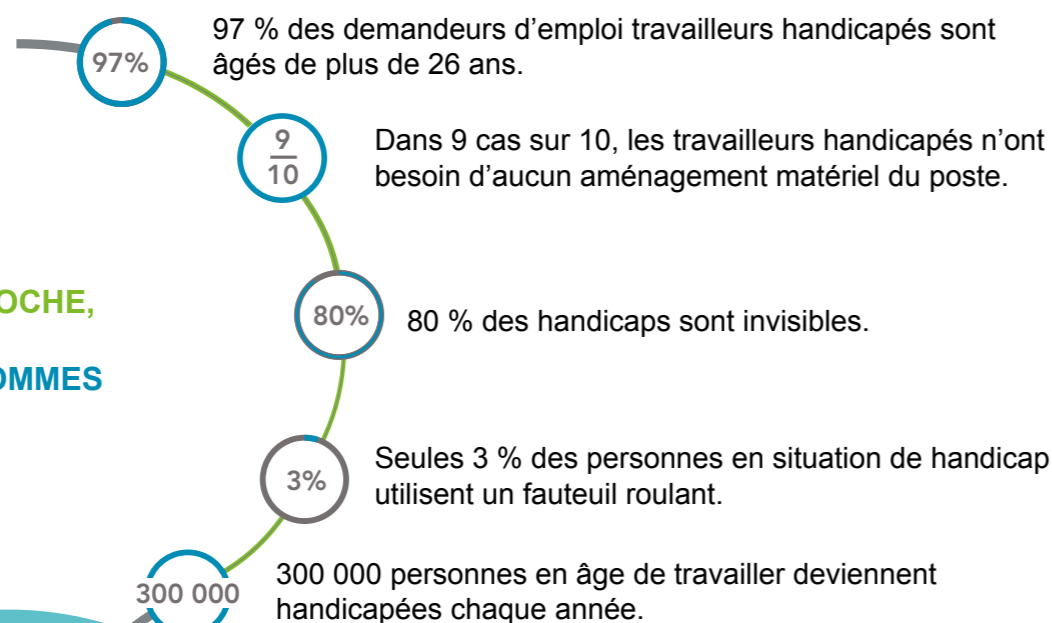 97%
97 % des demandeurs d’emploi travailleurs handicapés sont
âgés de plus de 26 ans.
9
10
Dans 9 cas sur 10, les travailleurs handicapés n’ont
besoin d’aucun aménagement matériel du poste.
OCHE,
OMMES
80%
80 % des handicaps sont invisibles.
3%
Seules 3 % des personnes en situation de handicap
utilisent un fauteuil roulant.
300 000
300 000 personnes en âge de travailler deviennent
handicapées chaque année.